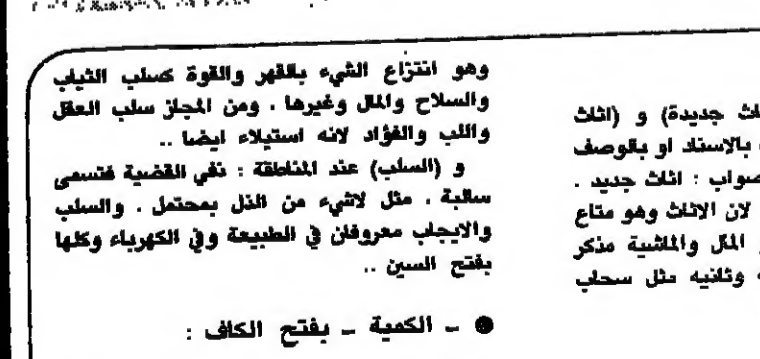 اث جديدة) و (اثاث
بالاسناد او بالوصف
صواب : اثاث جديد .
لان الاثاث وهو متاع
المال والماشية مذكر
وثانيه مثل سحاب
وهو انتزاع الشيء بالقهر والقوة كسلب الثياب
والسلاح والمال وغيرها . ومن المجاز سلب العقل
واللب والفؤاد لانه استيلاء ايضا ..
و (السلب) عند المناطقة : نفي القضية فتسمى
سالبة . مثل لاشيء من الذل بمحتمل . والسلب
والايجاب معروفان في الطبيعة وفي الكهرباء وكلها
بفتح السين ..
● ـ الكمية ـ بفتح الكاف :